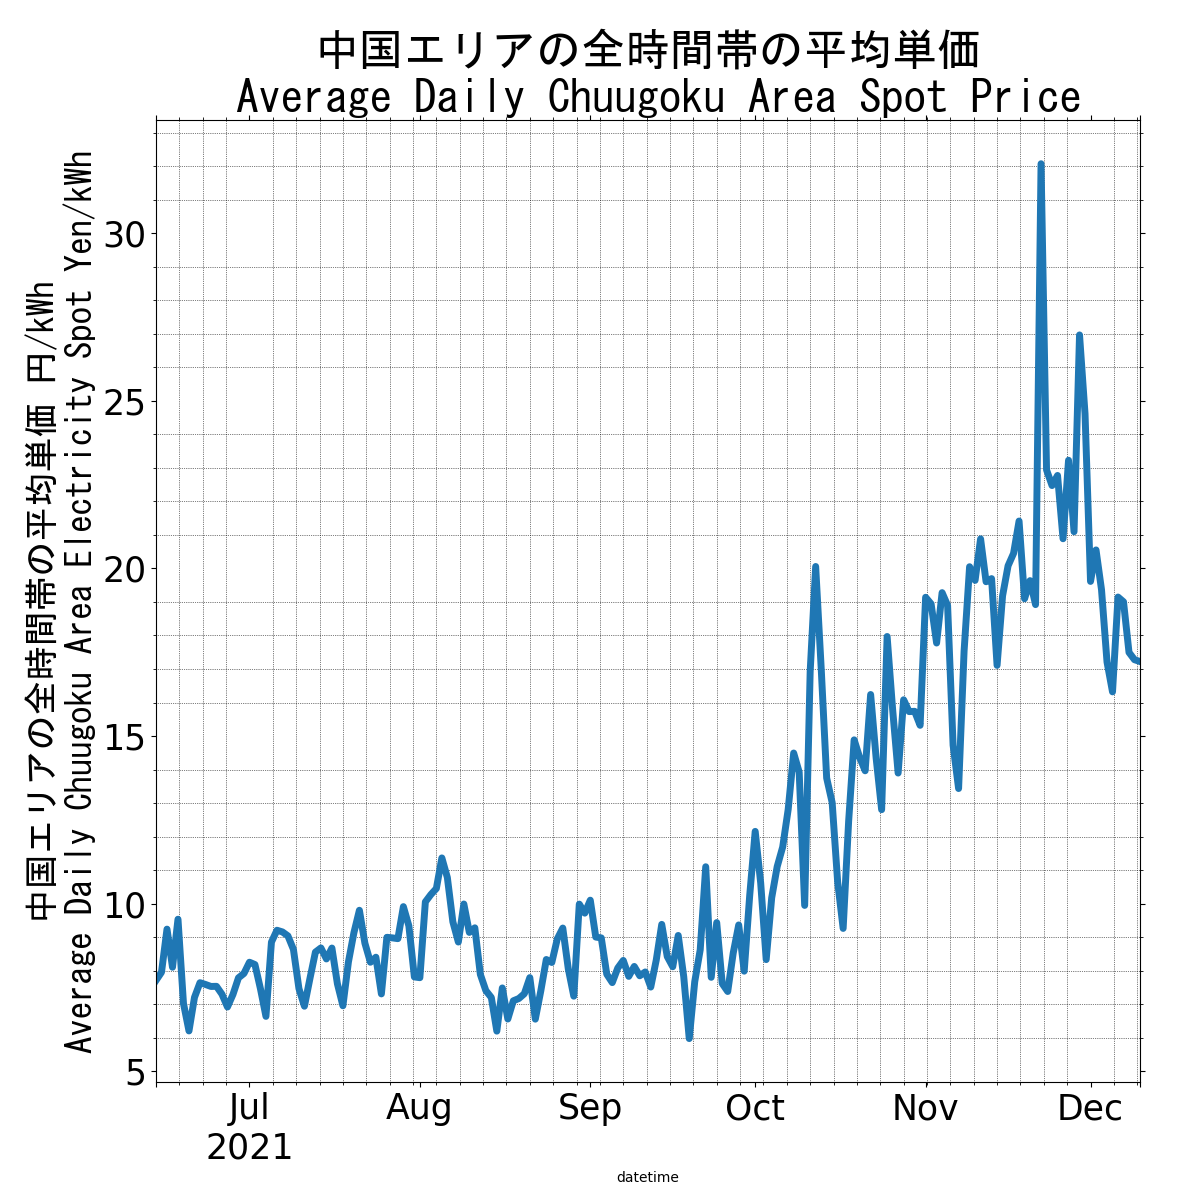 中国エリアの全時間帯の平均単価
Average Daily Chuugoku Area Spot Price
中国エリアの全時間帯の平均単価 円/kWh
Average Daily Chuugoku Area Electricity Spot Yen/kWh
30
25
20
15
10
5
Jul
2021
Aug
Sep
Oct
Nov
Dec
datetime